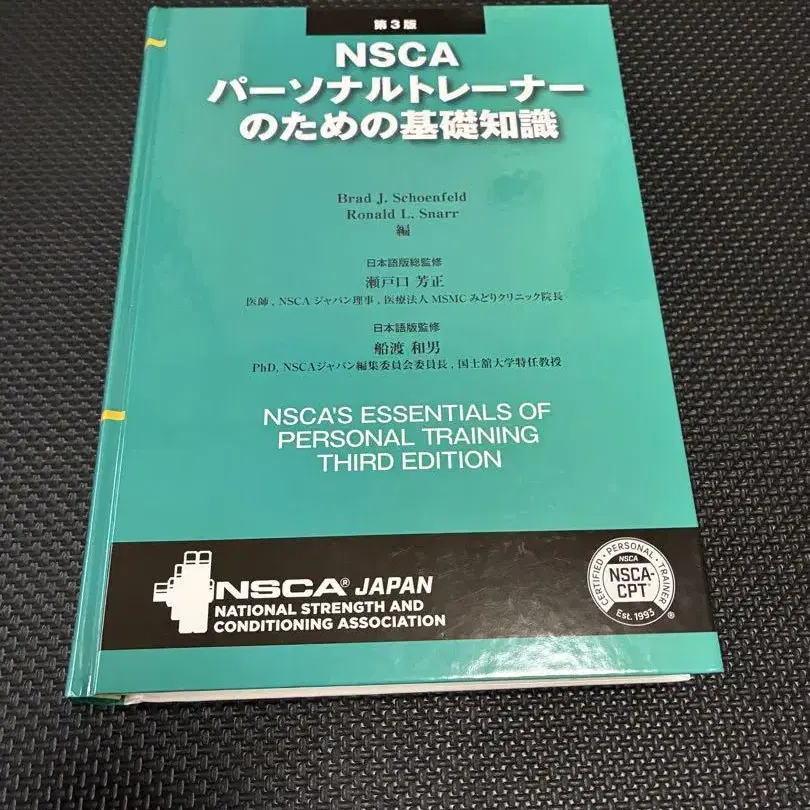 第3版
NSCA
パーソナルトレーナー
のための基礎知識
Brad J. Schoenfeld
Ronald L. Snarr
編
日本語版総監修
瀬戸口 芳正
医師, NSCA ジャパン理事, 医療法人 MSMC みどりクリニック院長
日本語版監修
船渡 和男
PhD, NSCAジャパン編集委員会委員長, 国士舘大学特任教授
NSCA'S ESSENTIALS OF
PERSONAL TRAINING
THIRD EDITION
NSCA® JAPAN
NATIONAL STRENGTH AND
CONDITIONING ASSOCIATION
CERTIFIED • PERSONAL • TRAINER
NSCA
NSCA-
CPT®
Est. 1993
®